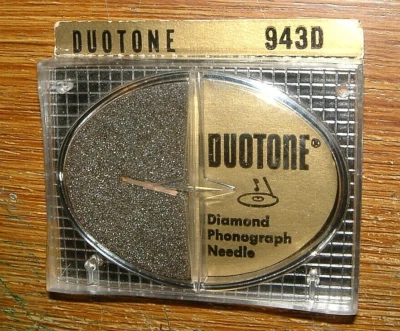 DUOTONE 943D
DUOTONE®
Diamond
Phonograph
Needle